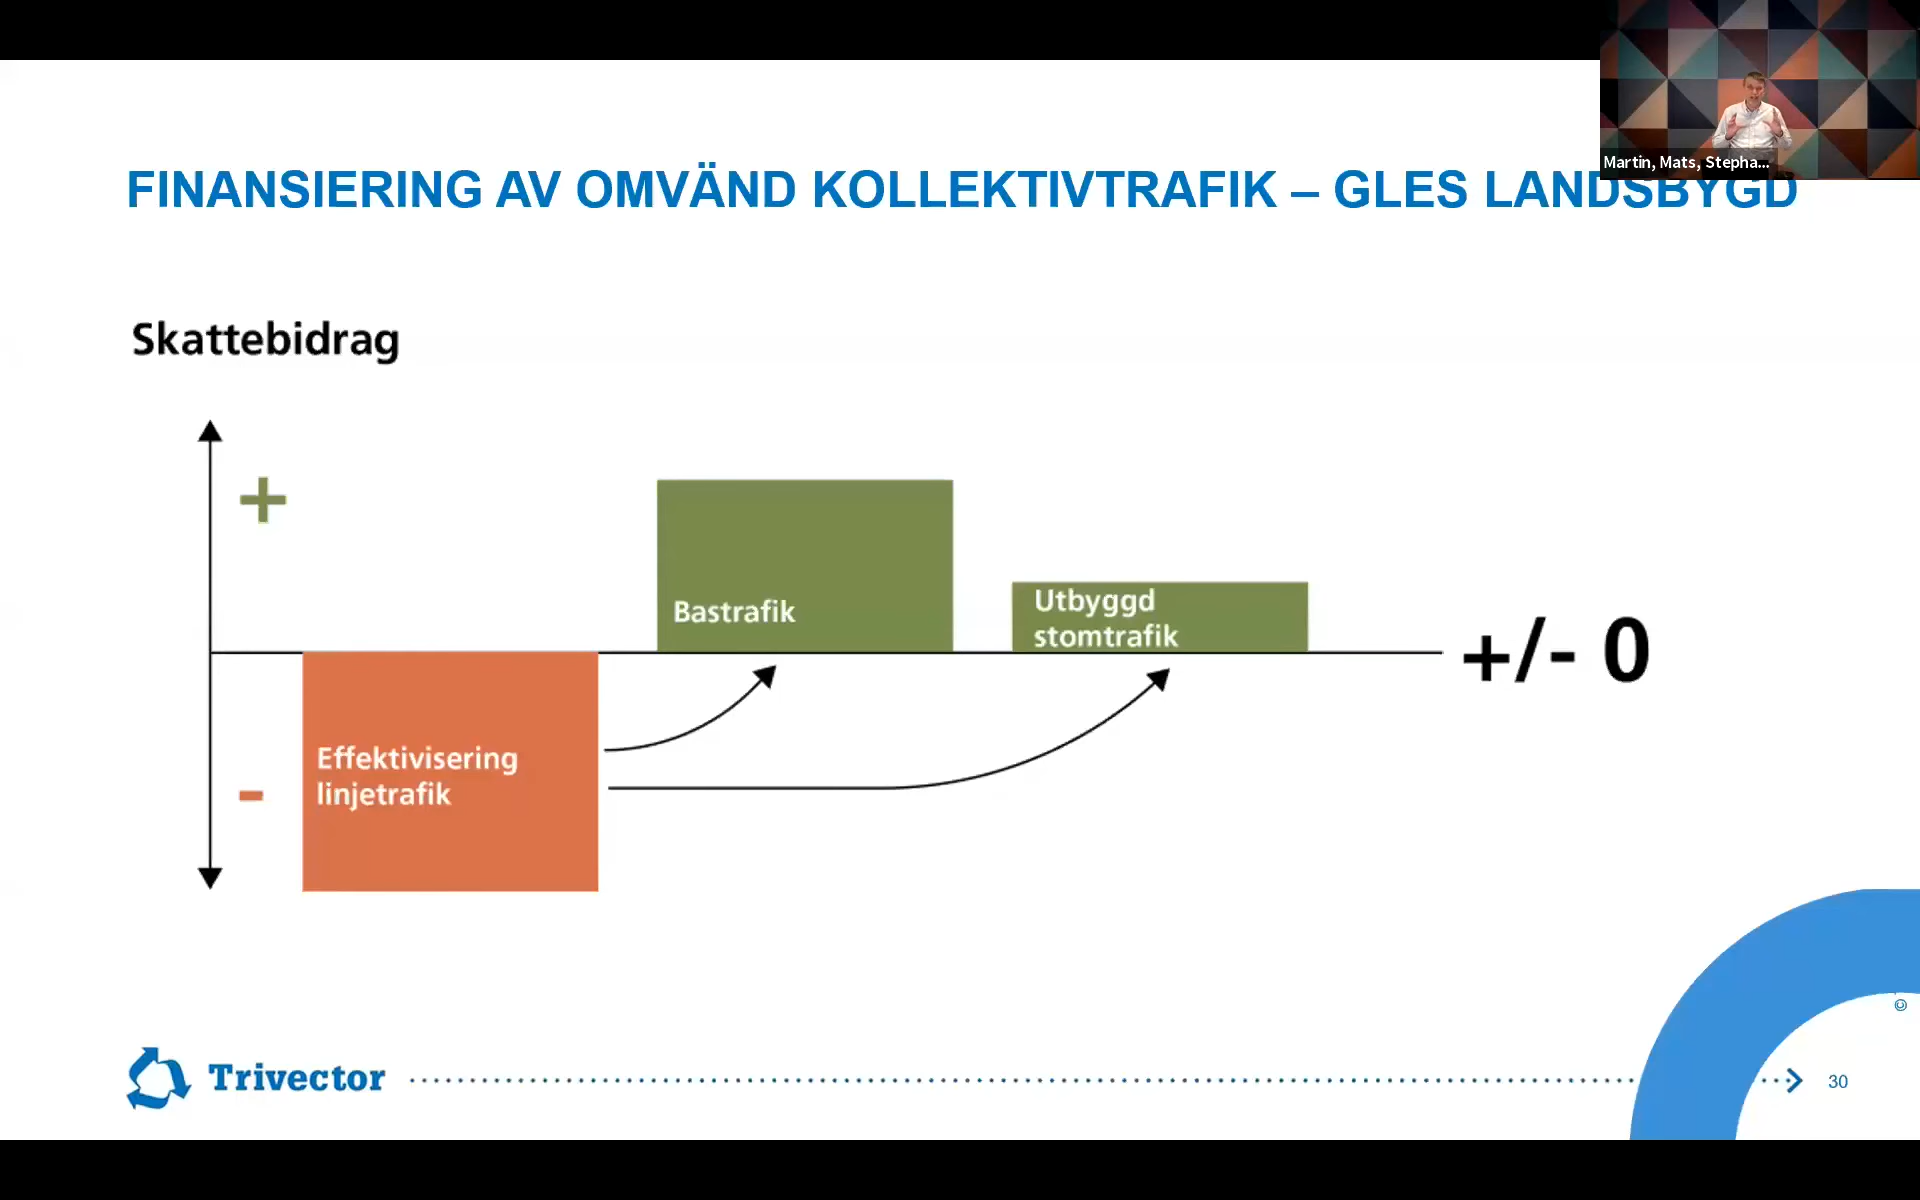 Martin, Mats, Stepha...
FINANSIERING AV OMVÄND KOLLEKTIVTRAFIK – GLES LANDSBYGD
Skattebidrag
+
Bastrafik
Utbyggd
stomtrafik
+/- 0
Effektivisering
linjetrafik
-
©
Trivector
30